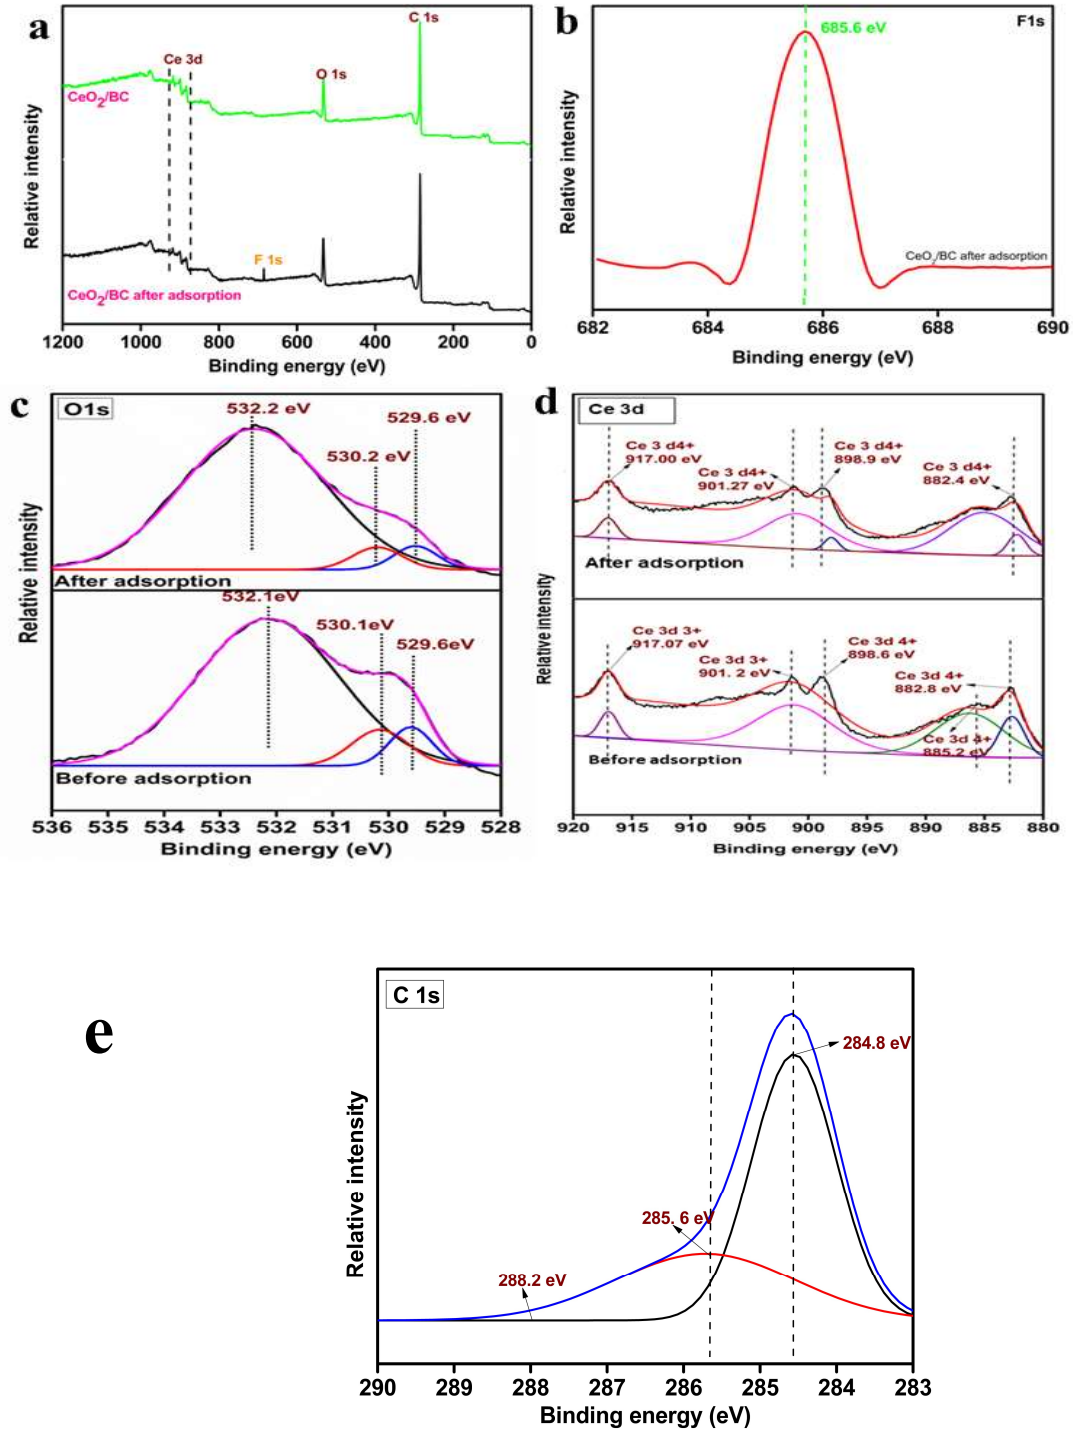 a
C 1s
Ce 3d
O 1s
CeO2/BC
F 1s
CeO2/BC after adsorption
Relative intensity
1200 1000 800 600 400 200 0
Binding energy (eV)
b
F1s
685.6 eV
CeO2/BC after adsorption
Relative intensity
682 684 686 688 690
Binding energy (eV)
c
O1s
532.2 eV
529.6 eV
530.2 eV
After adsorption
532.1eV
530.1eV
529.6eV
Before adsorption
Relative intensity
536 535 534 533 532 531 530 529 528
Binding energy (eV)
d
Ce 3d
Ce 3 d4+
917.00 eV
Ce 3 d4+
901.27 eV
Ce 3 d4+
898.9 eV
Ce 3 d4+
882.4 eV
After adsorption
Ce 3d 3+
917.07 eV
Ce 3d 3+
901. 2 eV
Ce 3d 4+
898.6 eV
Ce 3d 4+
882.8 eV
Ce 3d 4+
885.2 eV
Before adsorption
Relative intensity
920 915 910 905 900 895 890 885 880
Binding energy (eV)
e
C 1s
284.8 eV
285. 6 eV
288.2 eV
Relative intensity
290 289 288 287 286 285 284 283
Binding energy (eV)